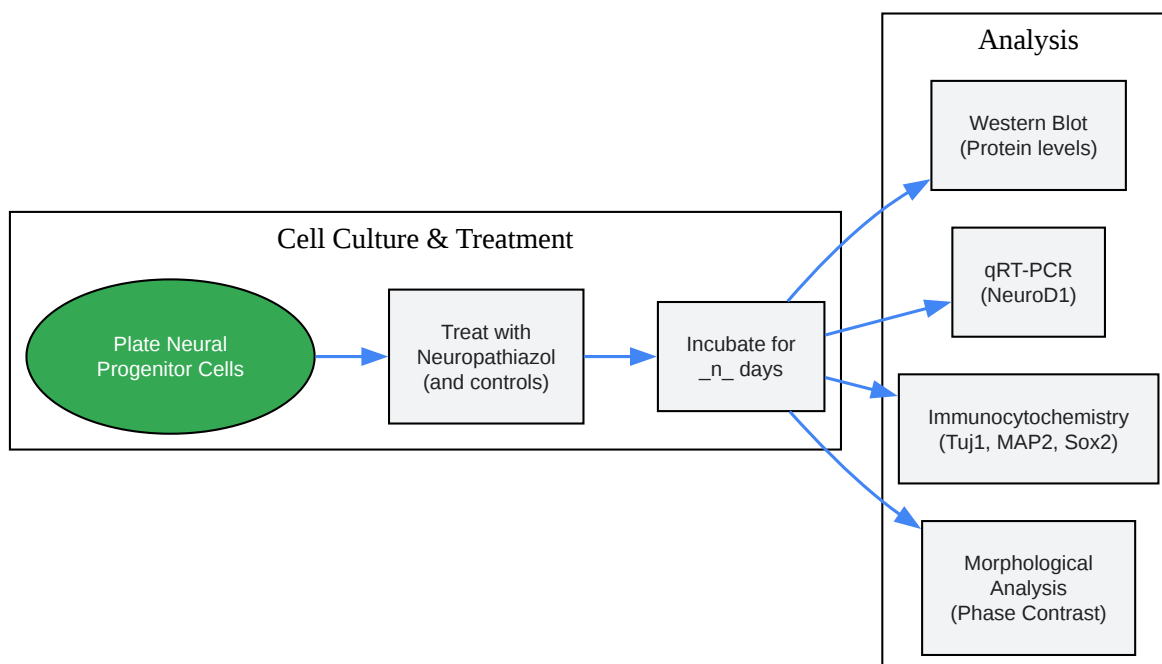 Analysis
Western Blot
(Protein levels)
Cell Culture & Treatment
qRT-PCR
(NeuroD1)
Plate Neural
Progenitor Cells
Treat with
Neuropathiazol
(and controls)
Incubate for
_n_ days
Immunocytochemistry
(Tuj1, MAP2, Sox2)
Morphological
Analysis
(Phase Contrast)